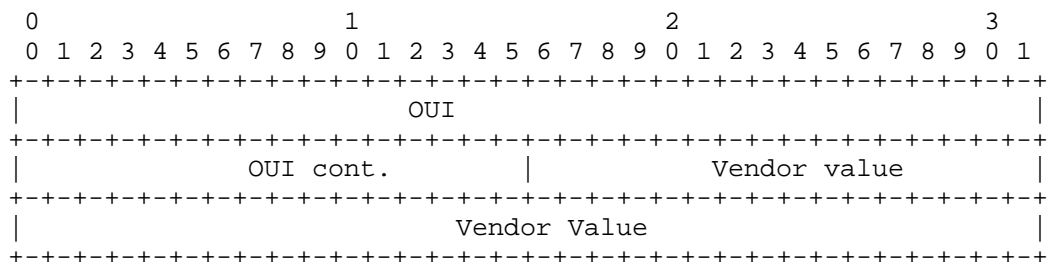 0                   1                   2                   3
 0 1 2 3 4 5 6 7 8 9 0 1 2 3 4 5 6 7 8 9 0 1 2 3 4 5 6 7 8 9 0 1
+-+-+-+-+-+-+-+-+-+-+-+-+-+-+-+-+-+-+-+-+-+-+-+-+-+-+-+-+-+-+-+-+
|                        OUI                                    |
+-+-+-+-+-+-+-+-+-+-+-+-+-+-+-+-+-+-+-+-+-+-+-+-+-+-+-+-+-+-+-+-+
|              OUI cont.        |           Vendor value        |
+-+-+-+-+-+-+-+-+-+-+-+-+-+-+-+-+-+-+-+-+-+-+-+-+-+-+-+-+-+-+-+-+
|                           Vendor Value                        |
+-+-+-+-+-+-+-+-+-+-+-+-+-+-+-+-+-+-+-+-+-+-+-+-+-+-+-+-+-+-+-+-+